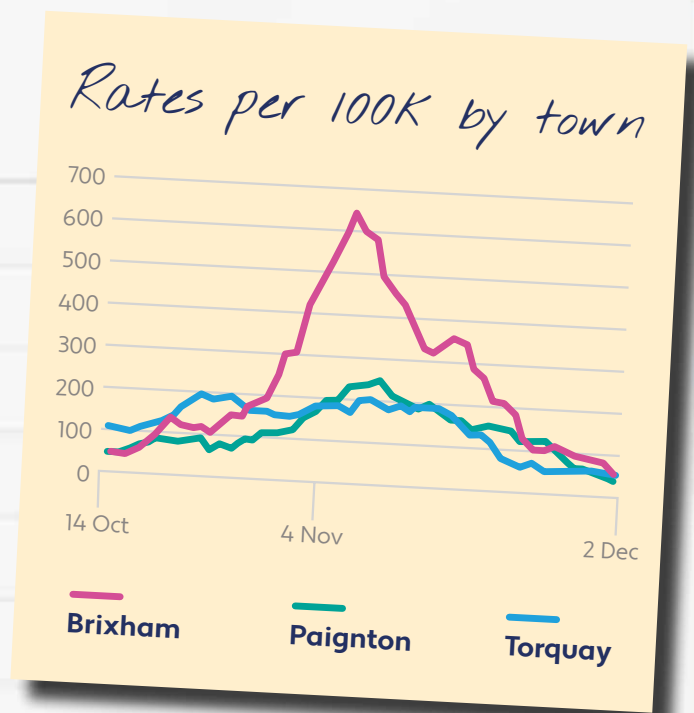 Rates per 100K by town
700
600
500
400
300
200
100
0
14 Oct
4 Nov
2 Dec
Brixham
Paignton
Torquay